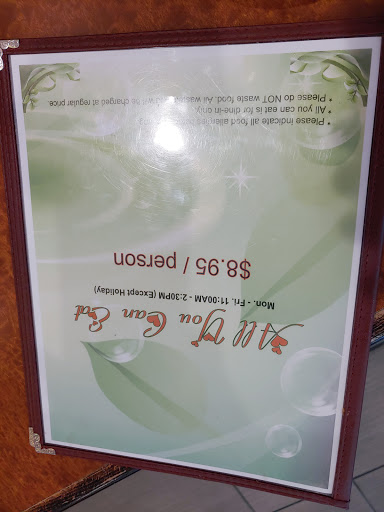 All You Can Eat
Mon. - Fri. 11:00AM - 2:30PM (Except Holiday)
$8.95 / person
* Please indicate all food
* All you can eat is for dine-in only.
* Please do NOT waste food. All will be charged at regular price.